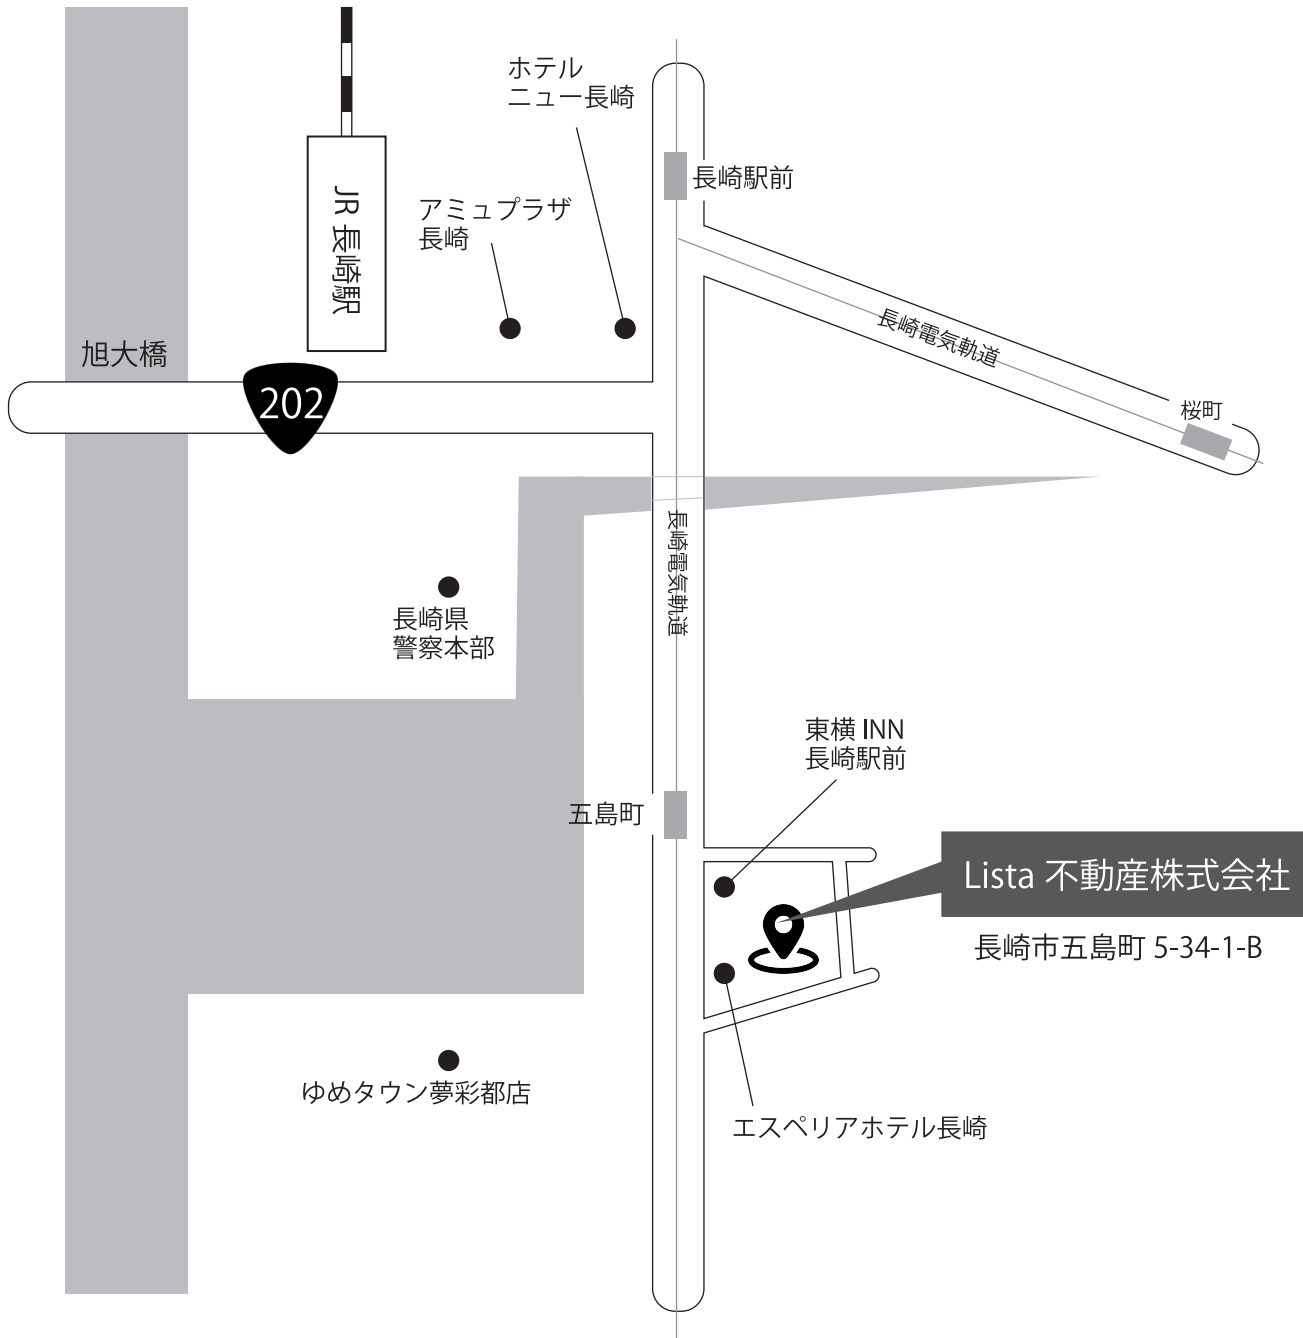 ホテル
ニュー長崎
長崎駅前
JR 長崎駅
アミュプラザ
長崎
長崎電気軌道
旭大橋
202
桜町
長崎電気軌道
長崎県
警察本部
東横 INN
長崎駅前
五島町
Lista 不動産株式会社
長崎市五島町 5-34-1-B
ゆめタウン夢彩都店
エスペリアホテル長崎